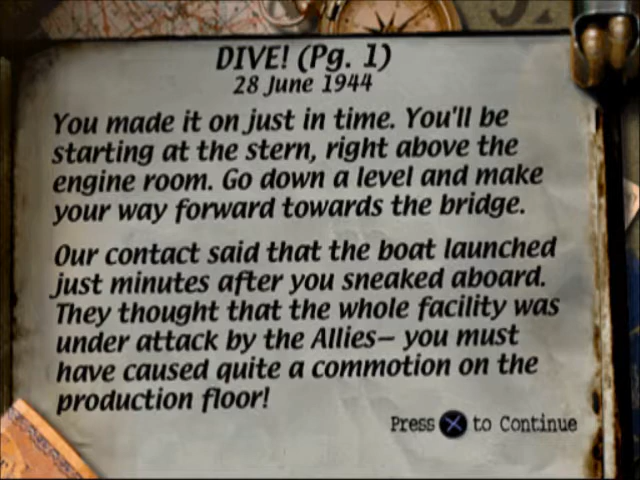 DIVE! (Pg. 1)
28 June 1944
You made it on just in time. You'll be
starting at the stern, right above the
engine room. Go down a level and make
your way forward towards the bridge.
Our contact said that the boat launched
just minutes after you sneaked aboard.
They thought that the whole facility was
under attack by the Allies— you must
have caused quite a commotion on the
production floor!
Press X to Continue